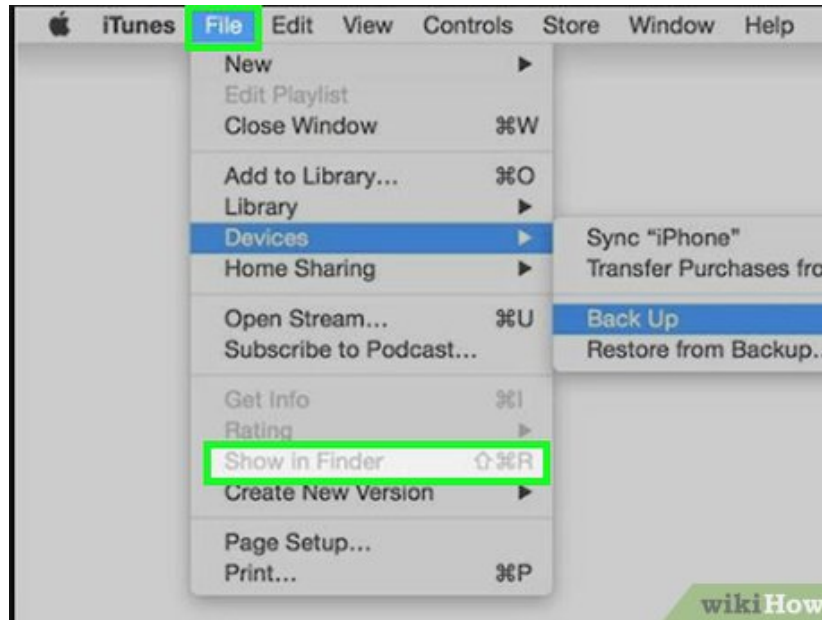 iTunes File Edit View Controls Store Window Help
New
Edit Playlist
Close Window ⌘W
Add to Library... ⌘O
Library
Devices
Sync “iPhone”
Home Sharing
Transfer Purchases fro
Open Stream... ⌘U
Back Up
Subscribe to Podcast...
Restore from Backup..
Get Info ⌘I
Rating
Show in Finder ⇧⌘R
Create New Version
Page Setup...
Print... ⌘P
wikiHow